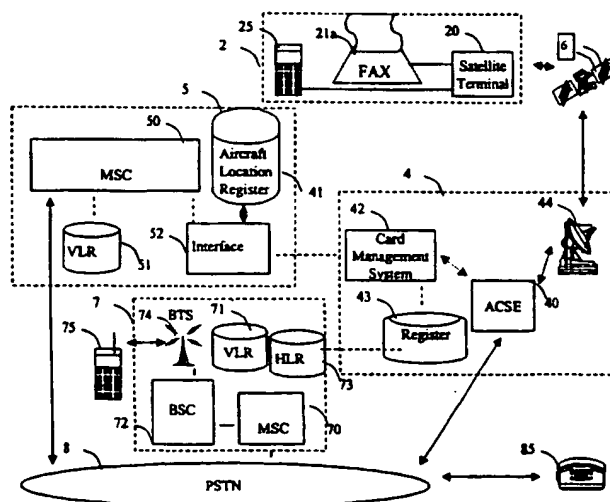 25
21a
20
2
FAX
Satellite
Terminal
6
5
50
MSC
Aircraft
Location
Register
41
4
44
42
Card
Management
System
VLR
51
52
Interface
43
Register
ACSE
40
7
75
74
BTS
71
VLR
HLR
73
BSC
72
MSC
70
8
PSTN
85